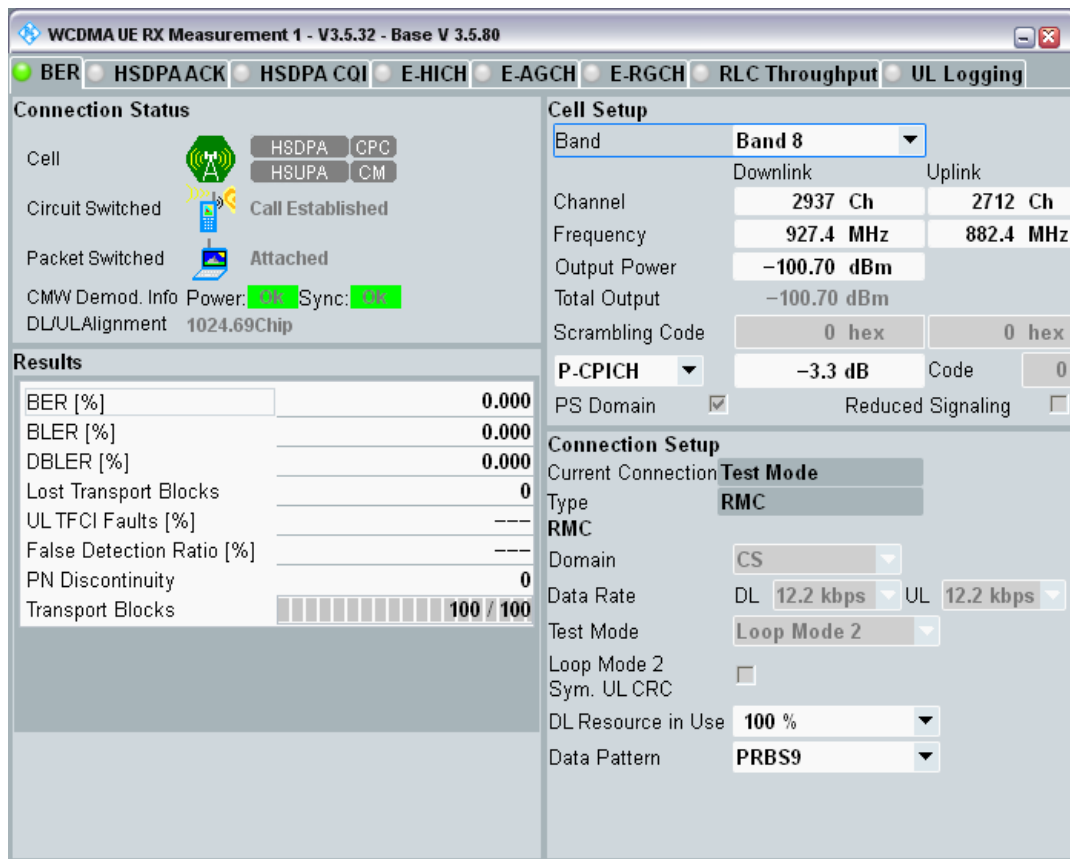 WCDMA UE RX Measurement 1 - V3.5.32 - Base V 3.5.80
BER HSDPA ACK HSDPA CQI E-HICH E-AGCH E-RGCH RLC Throughput UL Logging
Connection Status
Cell HSDPA CPC
HSUPA CM
Circuit Switched Call Established
Packet Switched Attached
CMW Demod. Info Power: Ok Sync: Ok
DL/UL Alignment 1024.69Chip
Results
BER [%] 0.000
BLER [%] 0.000
DBLER [%] 0.000
Lost Transport Blocks 0
UL TFCI Faults [%] ---
False Detection Ratio [%] ---
PN Discontinuity 0
Transport Blocks 100 / 100
Cell Setup
Band Band 8
Downlink Uplink
Channel 2937 Ch 2712 Ch
Frequency 927.4 MHz 882.4 MHz
Output Power −100.70 dBm
Total Output −100.70 dBm
Scrambling Code 0 hex 0 hex
P-CPICH −3.3 dB Code 0
PS Domain Reduced Signaling
Connection Setup
Current Connection Test Mode
Type RMC
RMC
Domain CS
Data Rate DL 12.2 kbps UL 12.2 kbps
Test Mode Loop Mode 2
Loop Mode 2
Sym. UL CRC
DL Resource in Use 100 %
Data Pattern PRBS9